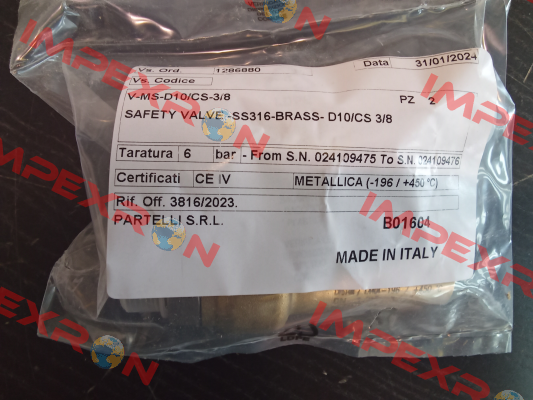 Vs. Ord. 1286880 Data 31/01/2024
Vs. Codice
V-MS-D10/CS-3/8 PZ 2
SAFETY VALVE -SS316-BRASS- D10/CS 3/8
Taratura 6 bar - From S.N. 024109475 To S.N. 024109476
Certificati CE IV METALLICA (-196 / +450 °C)
Rif. Off. 3816/2023.
PARTELLI S.R.L. B01604
MADE IN ITALY
IMPEXRON